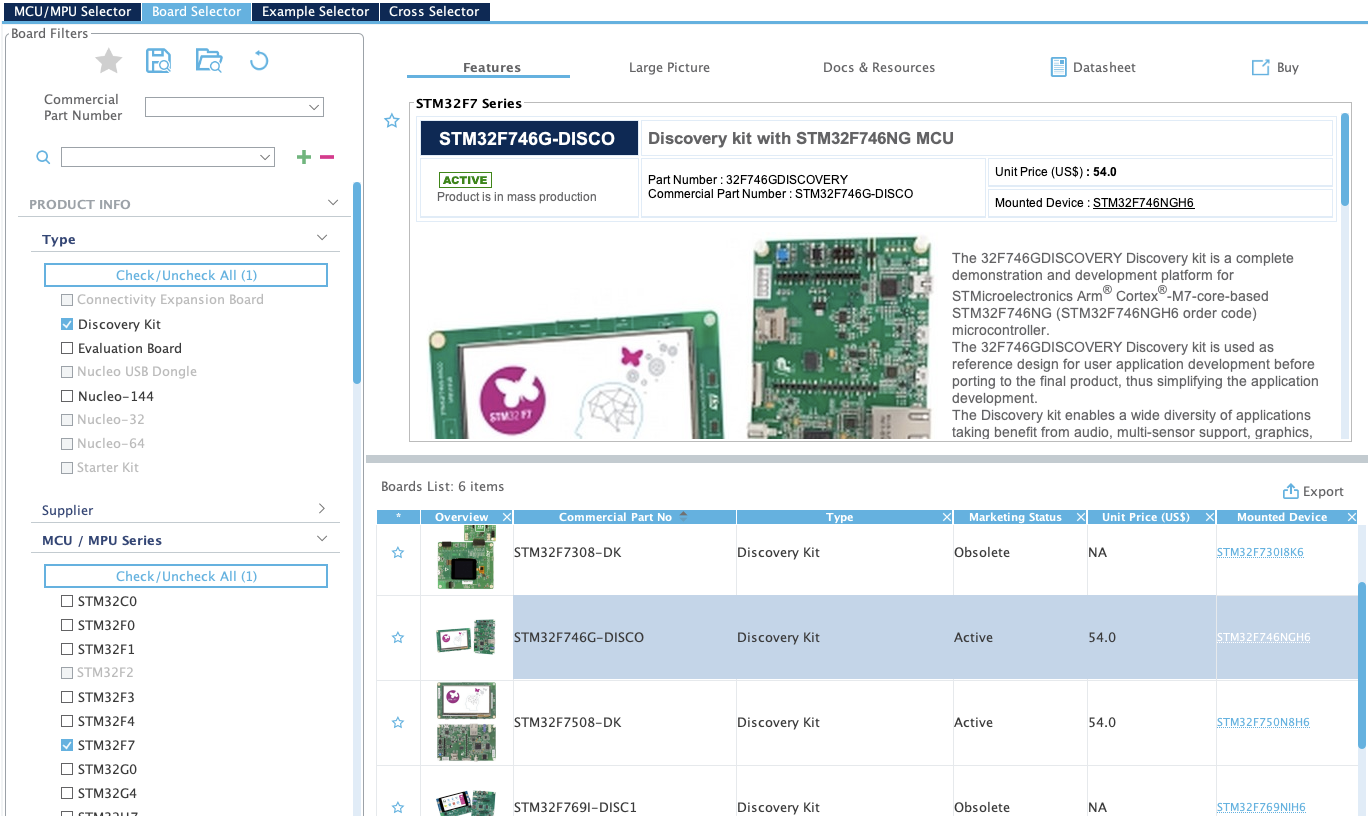 MCU/MPU Selector
Board Selector
Example Selector
Cross Selector
Board Filters
Commercial
Part Number
PRODUCT INFO
Type
Check/Uncheck All (1)
Connectivity Expansion Board
Discovery Kit
Evaluation Board
Nucleo USB Dongle
Nucleo-144
Nucleo-32
Nucleo-64
Starter Kit
Supplier
MCU / MPU Series
Check/Uncheck All (1)
STM32C0
STM32F0
STM32F1
STM32F2
STM32F3
STM32F4
STM32F7
STM32G0
STM32G4
Features
Large Picture
Docs & Resources
Datasheet
Buy
STM32F7 Series
STM32F746G-DISCO
Discovery kit with STM32F746NG MCU
ACTIVE
Product is in mass production
Part Number : 32F746GDISCOVERY
Commercial Part Number : STM32F746G-DISCO
Unit Price (US$) : 54.0
Mounted Device : STM32F746NGH6
STM32 F7
The 32F746GDISCOVERY Discovery kit is a complete
demonstration and development platform for
STMicroelectronics Arm® Cortex®-M7-core-based
STM32F746NG (STM32F746NGH6 order code)
microcontroller.
The 32F746GDISCOVERY Discovery kit is used as
reference design for user application development before
porting to the final product, thus simplifying the application
development.
The Discovery kit enables a wide diversity of applications
taking benefit from audio, multi-sensor support, graphics,
Boards List: 6 items
Export
* Overview Commercial Part No Type Marketing Status Unit Price (US$) Mounted Device
STM32F7308-DK Discovery Kit Obsolete NA STM32F730I8K6
STM32F746G-DISCO Discovery Kit Active 54.0 STM32F746NGH6
STM32F7508-DK Discovery Kit Active 54.0 STM32F750N8H6
STM32F769I-DISC1 Discovery Kit Obsolete NA STM32F769NIH6